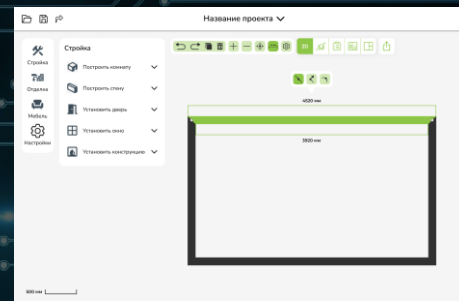 Название проекта
Стройка
Отделка
Мебель
Настройки
Стройка
Построить комнату
Построить стену
Установить дверь
Установить окно
Установить конструкцию
4520 мм
3920 мм
500 мм